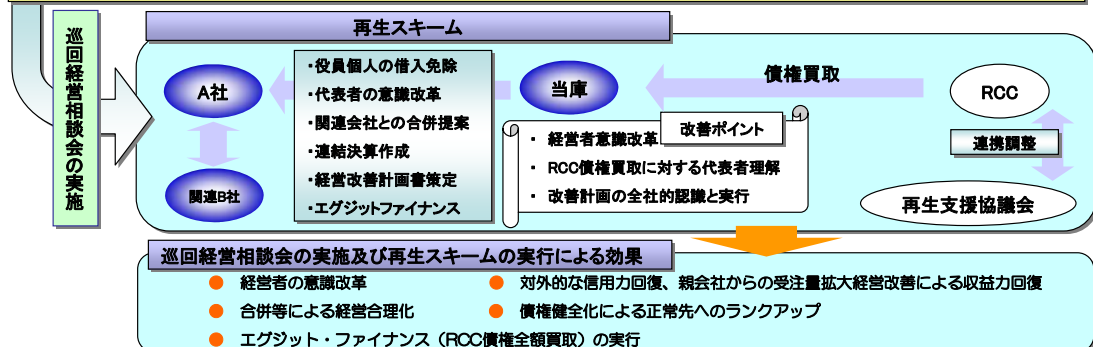 再生スキーム
巡回経営相談会の実施
A社
関連B社
・役員個人の借入免除
・代表者の意識改革
・関連会社との合併提案
・連結決算作成
・経営改善計画書策定
・エグジットファイナンス
当庫
債権買取
RCC
連携調整
再生支援協議会
改善ポイント
・ 経営者意識改革
・ RCC債権買取に対する代表者理解
・ 改善計画の全社的認識と実行
巡回経営相談会の実施及び再生スキームの実行による効果
● 経営者の意識改革
● 対外的な信用力回復、親会社からの受注量拡大経営改善による収益力回復
● 合併等による経営合理化
● 債権健全化による正常先へのランクアップ
● エグジット・ファイナンス（RCC債権全額買取）の実行